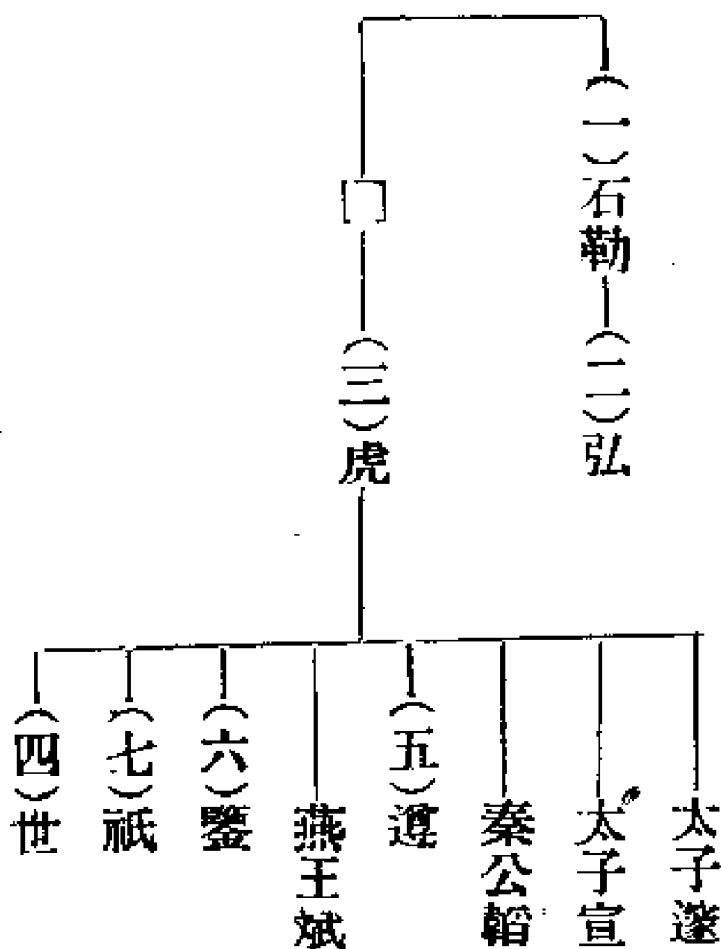 (一)石勒
(二)弘
(三)虎
太子邃
太子宣
秦公韜
(五)遵
燕王斌
(六)鑒
(七)祇
(四)世